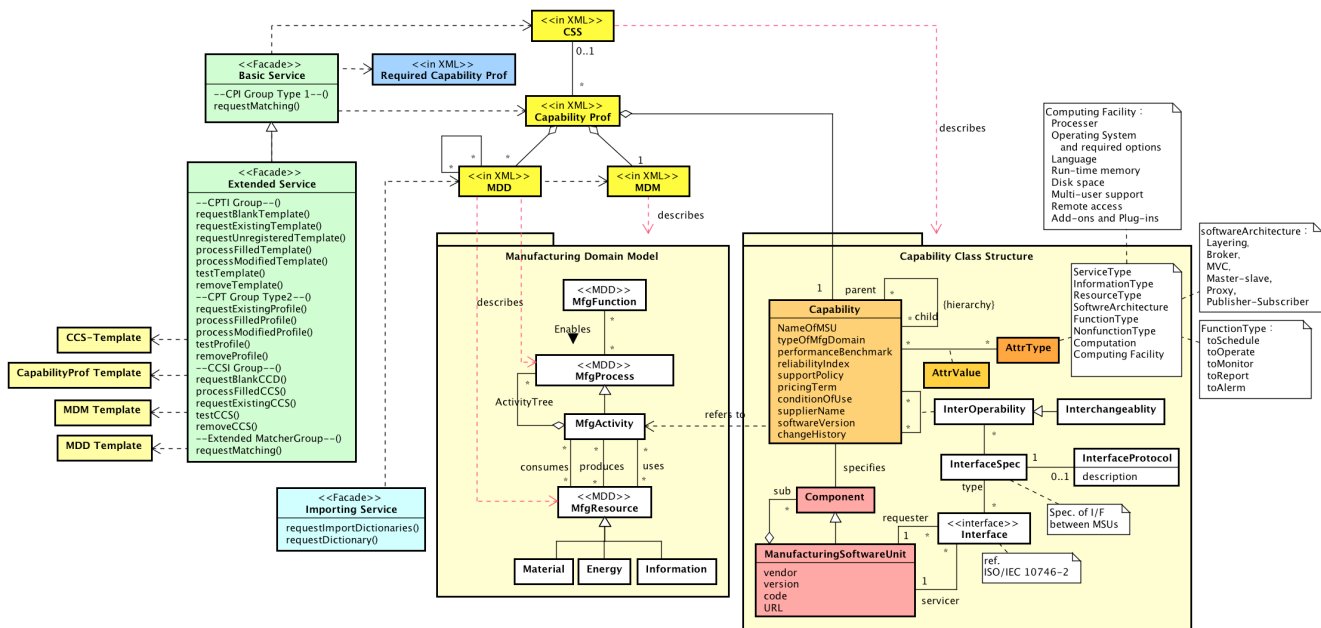 <<in XML>>
CSS
0..1
*
<<Facade>>
Basic Service
--CPI Group Type 1--()
requestMatching()
<<in XML>>
Required Capability Prof
<<in XML>>
Capability Prof
describes
*
*
*
1
<<in XML>>
MDD
<<in XML>>
MDM
describes
<<Facade>>
Extended Service
--CPTI Group--()
requestBlankTemplate()
requestExistingTemplate()
requestUnregisteredTemplate()
processFilledTemplate()
processModifiedTemplate()
testTemplate()
removeTemplate()
--CPT Group Type2--()
requestExistingProfile()
processFilledProfile()
processModifiedProfile()
testProfile()
removeProfile()
--CCSI Group--()
requestBlankCCD()
processFilledCCS()
requestExistingCCS()
testCCS()
removeCCS()
--Extended MatcherGroup--()
requestMatching()
CCS-Template
CapabilityProf Template
MDM Template
MDD Template
<<Facade>>
Importing Service
requestImportDictionaries()
requestDictionary()
Manufacturing Domain Model
<<MDD>>
MfgFunction
describes
*
Enables
*
<<MDD>>
MfgProcess
*
ActivityTree
MfgActivity
*
*
*
consumes
produces
uses
*
*
*
<<MDD>>
MfgResource
Material
Energy
Information
refers to
Capability Class Structure
1
parent
*
{hierarchy}
*
child
Capability
NameOfMSU
typeOfMfgDomain
performanceBenchmark
reliabilityIndex
supportPolicy
pricingTerm
conditionOfUse
supplierName
softwareVersion
changeHistory
*
*
AttrType
AttrValue
*
*
InterOperability
Interchangeablity
*
InterfaceSpec
1
0..1
InterfaceProtocol
description
type
*
Spec. of I/F
between MSUs
specifies
sub
*
Component
requester
1
*
<<interface>>
Interface
*
ref.
ISO/IEC 10746-2
ManufacturingSoftwareUnit
vendor
version
code
URL
1
servicer
Computing Facility :
Processer
Operating System
and required options
Language
Run-time memory
Disk space
Multi-user support
Remote access
Add-ons and Plug-ins
ServiceType
InformationType
ResourceType
SoftwreArchitecture
FunctionType
NonfunctionType
Computation
Computing Facility
softwareArchitecture :
Layering,
Broker,
MVC,
Master-slave,
Proxy,
Publisher-Subscriber
FunctionType :
toSchedule
toOperate
toMonitor
toReport
toAlerm